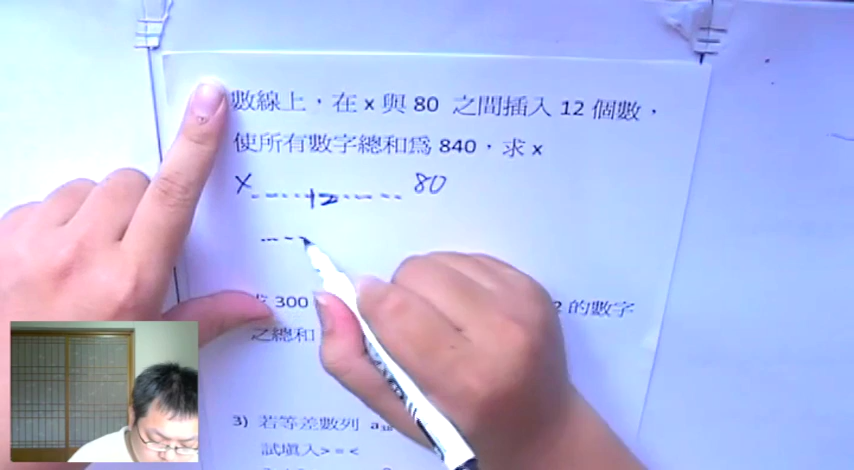 數線上，在 x 與 80 之間插入 12 個數，
使所有數字總和為 840，求 x
x ------12------ 80
求 300
2 的數字
之總和
3) 若等差數列 a
試填入> = <